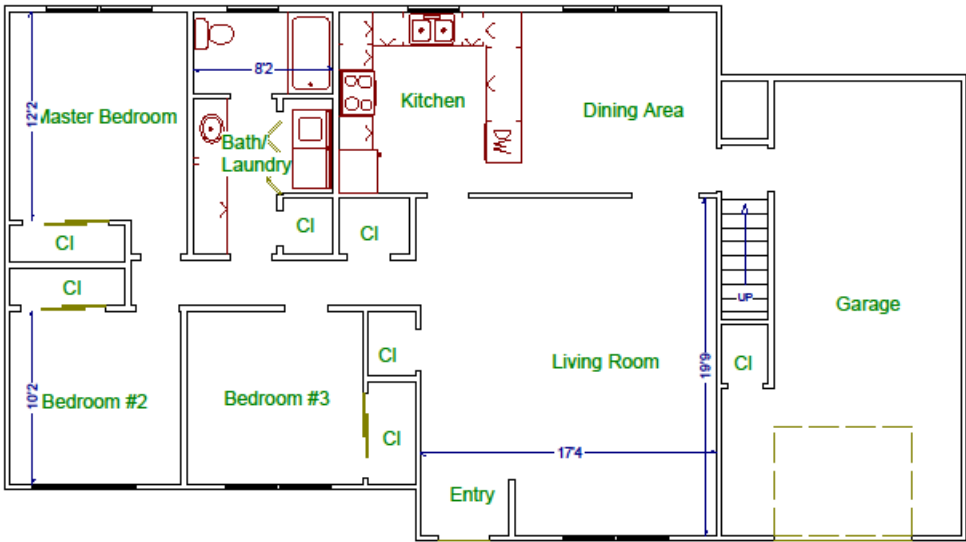 8'2
Kitchen
Dining Area
12'2
Master Bedroom
Bath/
Laundry
DW
Cl
Cl
Cl
Cl
UP
Garage
Cl
Cl
Living Room
19'9
10'2
Bedroom #2
Bedroom #3
Cl
17'4
Entry